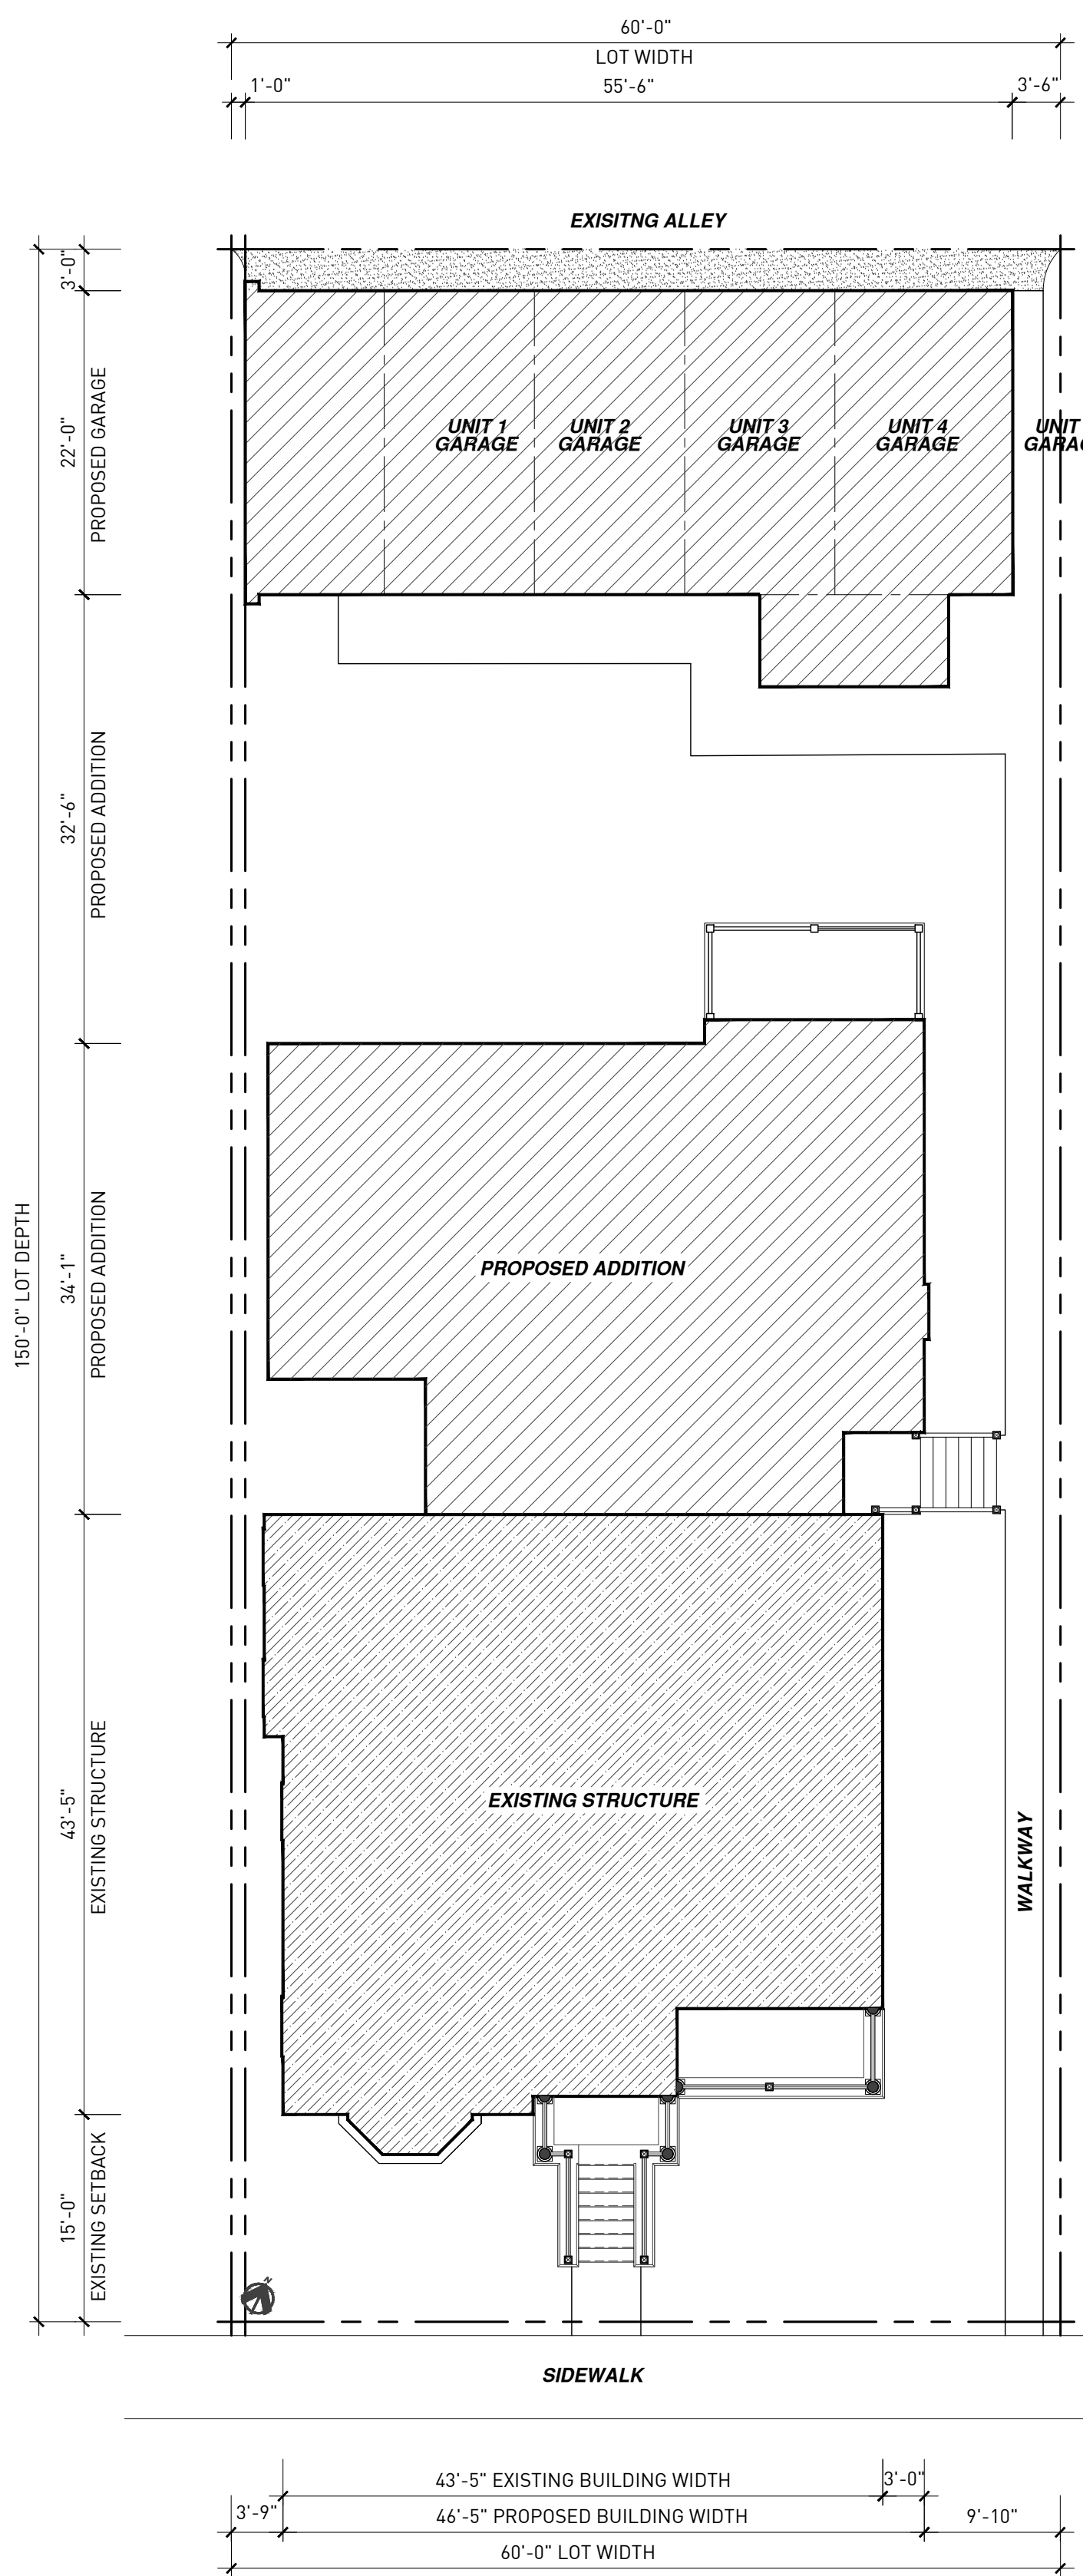 60'-0"
LOT WIDTH
1'-0"
55'-6"
3'-6"
EXISITNG ALLEY
3'-0"
22'-0"
PROPOSED GARAGE
UNIT 1
GARAGE
UNIT 2
GARAGE
UNIT 3
GARAGE
UNIT 4
GARAGE
UNIT
32'-6"
PROPOSED ADDITION
150'-0" LOT DEPTH
34'-1"
PROPOSED ADDITION
PROPOSED ADDITION
43'-5"
EXISTING STRUCTURE
EXISTING STRUCTURE
WALKWAY
15'-0"
EXISTING SETBACK
N
SIDEWALK
43'-5" EXISTING BUILDING WIDTH
3'-0"
3'-9"
46'-5" PROPOSED BUILDING WIDTH
9'-10"
60'-0" LOT WIDTH